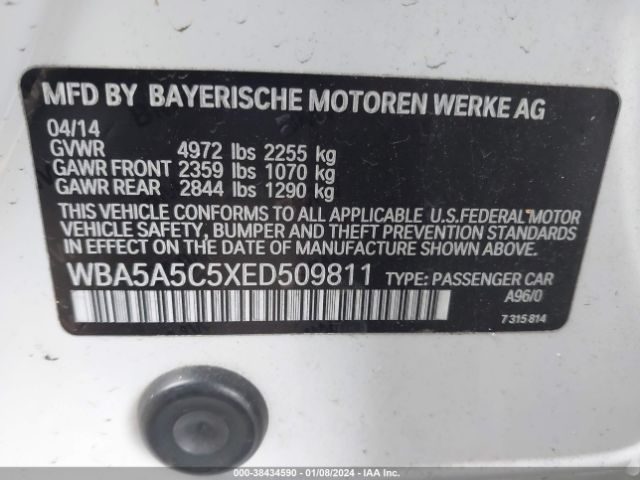 MFD BY BAYERISCHE MOTOREN WERKE AG
04/14
GVWR 4972 lbs 2255 kg
GAWR FRONT 2359 lbs 1070 kg
GAWR REAR 2844 lbs 1290 kg
THIS VEHICLE CONFORMS TO ALL APPLICABLE U.S.FEDERAL MOTOR
VEHICLE SAFETY, BUMPER AND THEFT PREVENTION STANDARDS
IN EFFECT ON THE DATE OF MANUFACTURE SHOWN ABOVE.
WBA5A5C5XED509811 TYPE: PASSENGER CAR
A96/0
7 315 814
000-38434590 - 01/08/2024 - IAA Inc.